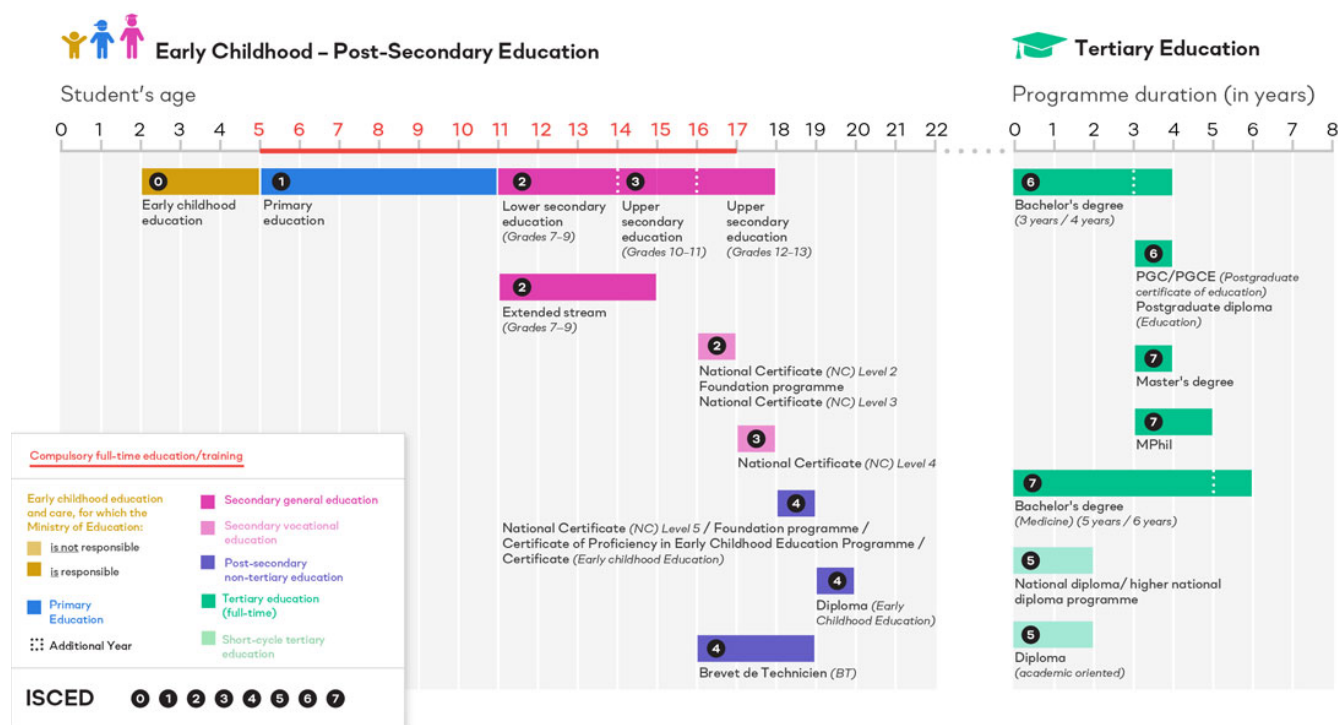 Early Childhood – Post-Secondary Education
Student's age
0 1 2 3 4 5 6 7 8 9 10 11 12 13 14 15 16 17 18 19 20 21 22
0
Early childhood
education
1
Primary
education
2
Lower secondary
education
(Grades 7–9)
3
Upper
secondary
education
(Grades 10–11)
Upper
secondary
education
(Grades 12–13)
2
Extended stream
(Grades 7–9)
2
National Certificate (NC) Level 2
Foundation programme
National Certificate (NC) Level 3
3
National Certificate (NC) Level 4
4
National Certificate (NC) Level 5 / Foundation programme /
Certificate of Proficiency in Early Childhood Education Programme /
Certificate (Early childhood Education)
4
Diploma (Early
Childhood Education)
4
Brevet de Technicien (BT)
Tertiary Education
Programme duration (in years)
0 1 2 3 4 5 6 7 8
6
Bachelor's degree
(3 years / 4 years)
6
PGC/PGCE (Postgraduate
certificate of education)
Postgraduate diploma
(Education)
7
Master's degree
7
MPhil
7
Bachelor's degree
(Medicine) (5 years / 6 years)
5
National diploma/ higher national
diploma programme
5
Diploma
(academic oriented)
Compulsory full-time education/training
Early childhood education
and care, for which the
Ministry of Education:
is not responsible
is responsible
Primary
Education
Additional Year
Secondary general education
Secondary vocational
education
Post-secondary
non-tertiary education
Tertiary education
(full-time)
Short-cycle tertiary
education
ISCED 0 1 2 3 4 5 6 7